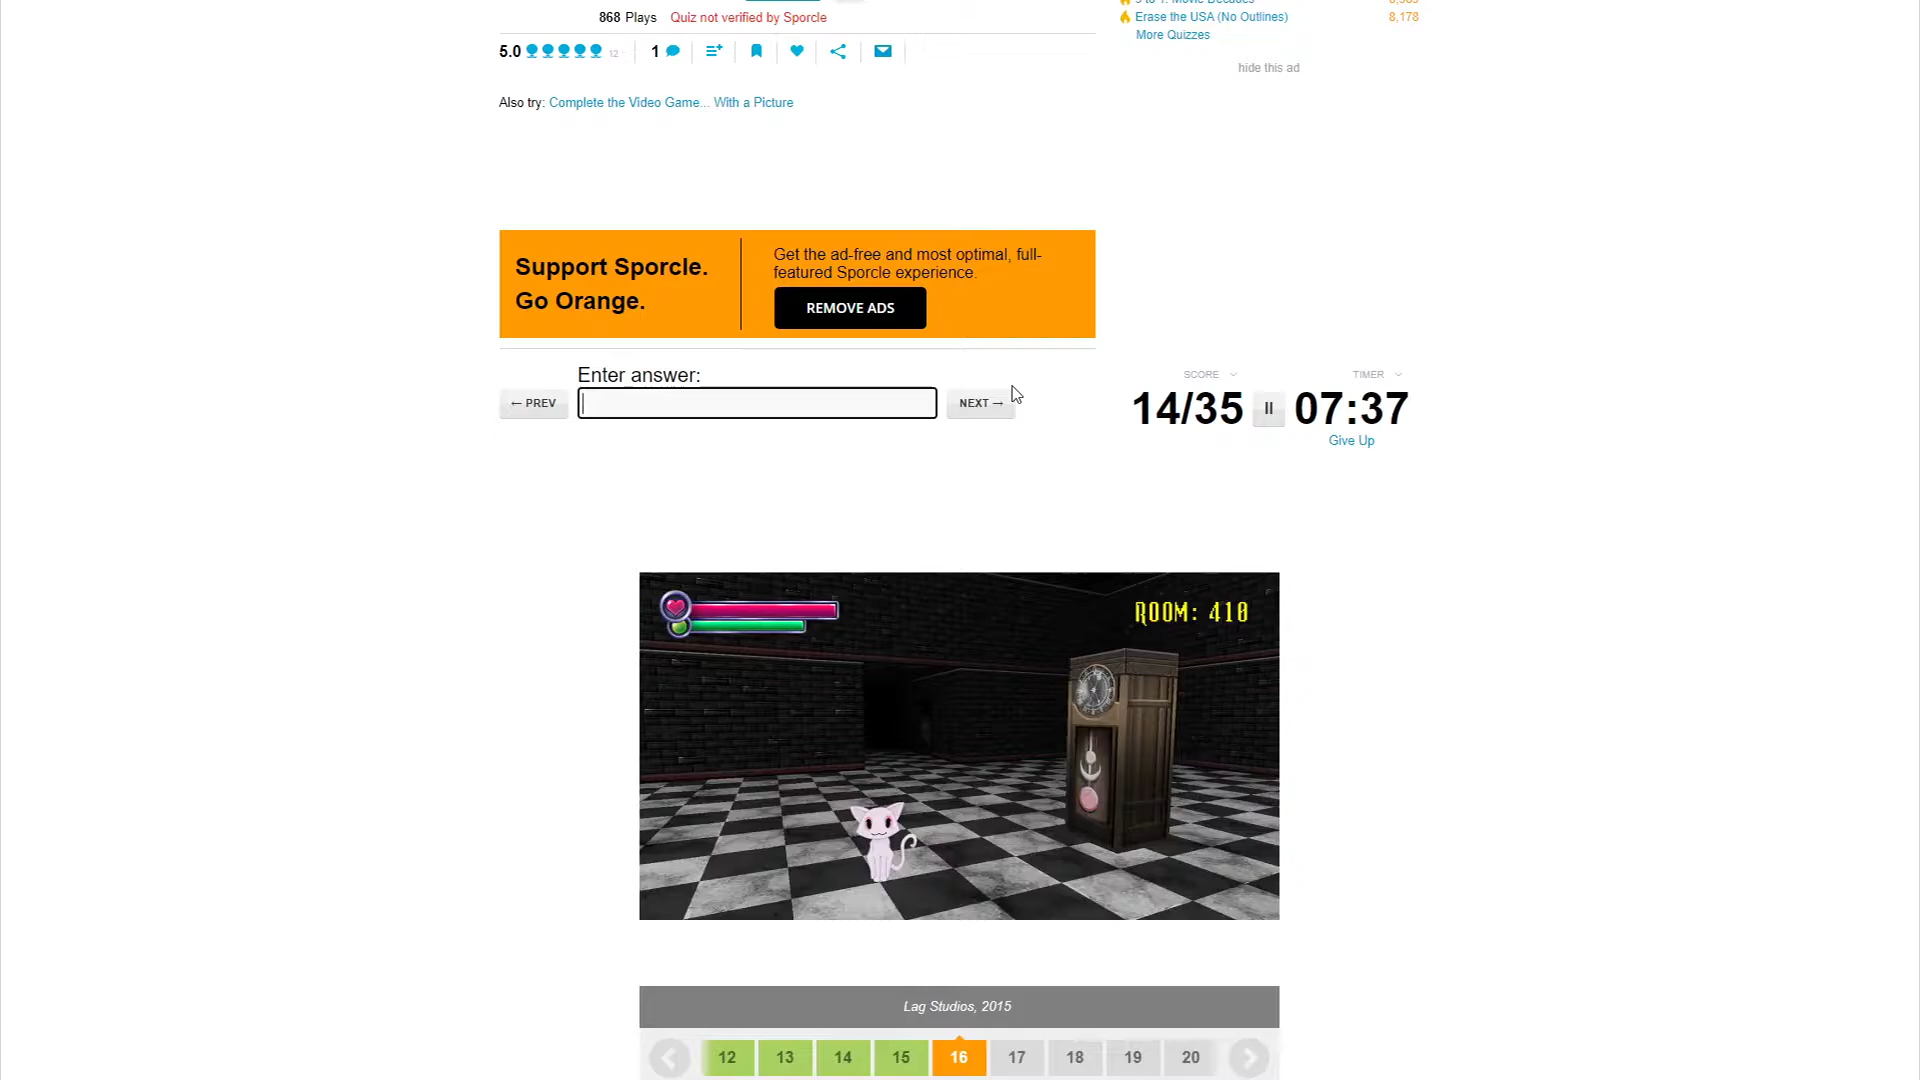 868 Plays Quiz not verified by Sporcle
Erase the USA (No Outlines) 8,178
More Quizzes
5.0 12 1
hide this ad
Also try: Complete the Video Game... With a Picture
Support Sporcle.
Go Orange.
Get the ad-free and most optimal, full-
featured Sporcle experience.
REMOVE ADS
Enter answer:
← PREV
NEXT →
SCORE
TIMER
14/35
07:37
Give Up
ROOM: 410
Lag Studios, 2015
12 13 14 15 16 17 18 19 20